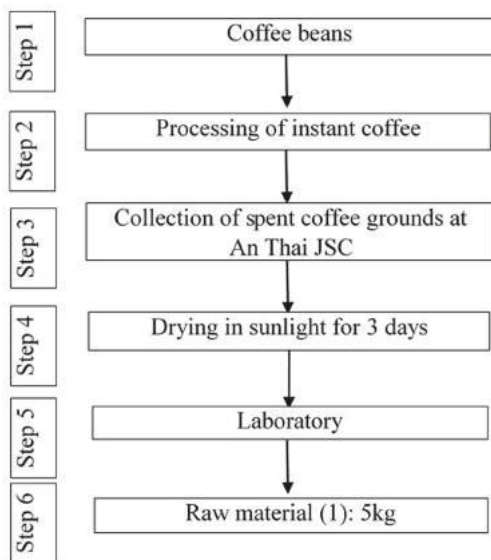 Step 1
Coffee beans
Step 2
Processing of instant coffee
Step 3
Collection of spent coffee grounds at
An Thai JSC
Step 4
Drying in sunlight for 3 days
Step 5
Laboratory
Step 6
Raw material (1): 5kg